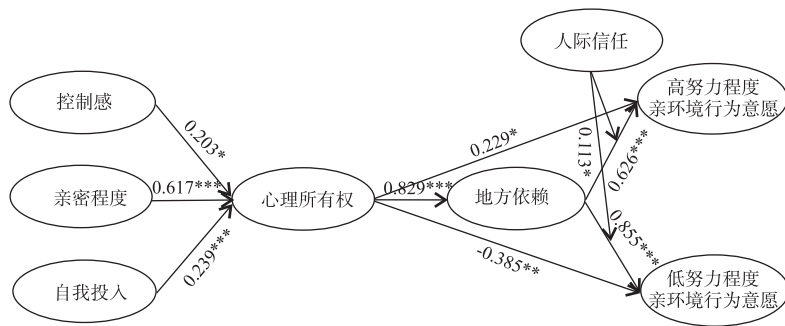 人际信任
控制感
高努力程度
亲环境行为意愿
0.203*
0.229*
0.113*
0.626***
亲密程度
0.617***
心理所有权
0.829***
地方依赖
0.239***
-0.385**
0.855***
自我投入
低努力程度
亲环境行为意愿